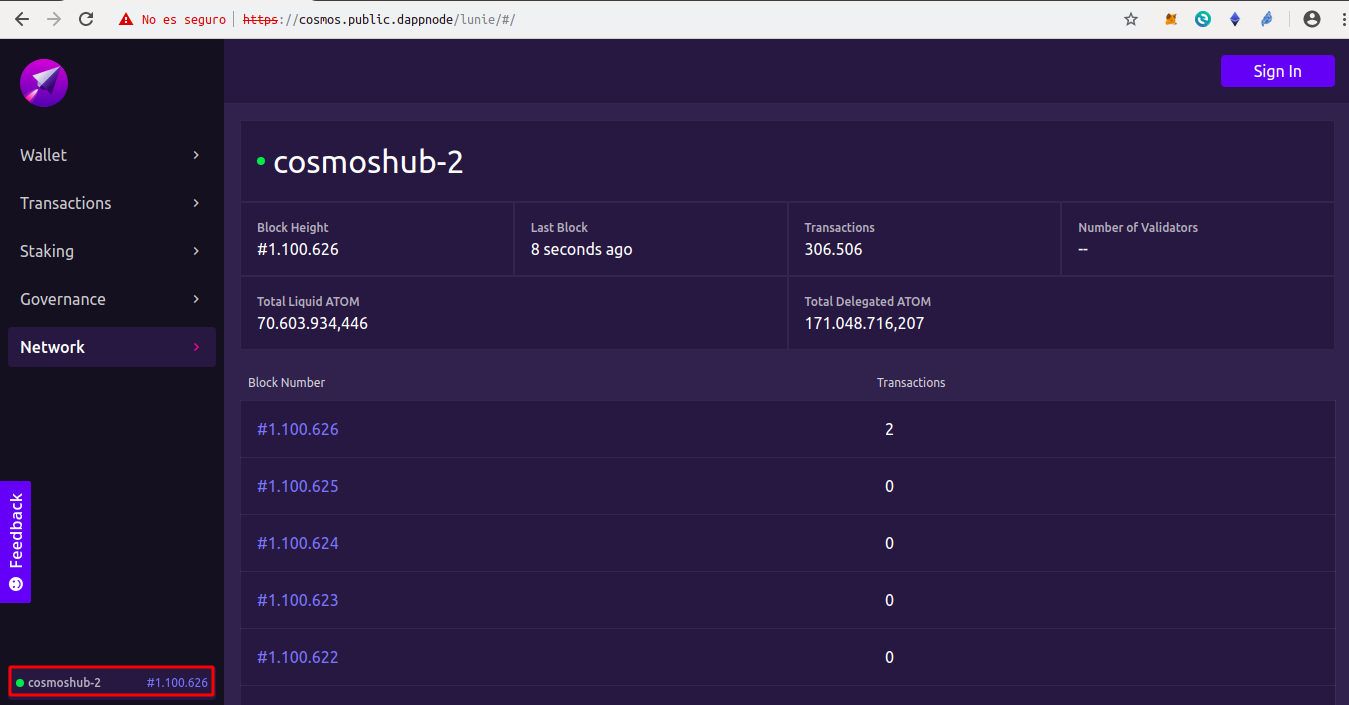 No es seguro | https://cosmos.public.dappnode/lunie/#/
Sign In
Wallet
Transactions
Staking
Governance
Network
Feedback
cosmoshub-2 #1.100.626
cosmoshub-2
Block Height Last Block Transactions Number of Validators
#1.100.626 8 seconds ago 306.506 --
Total Liquid ATOM Total Delegated ATOM
70.603.934,446 171.048.716,207
Block Number Transactions
#1.100.626 2
#1.100.625 0
#1.100.624 0
#1.100.623 0
#1.100.622 0